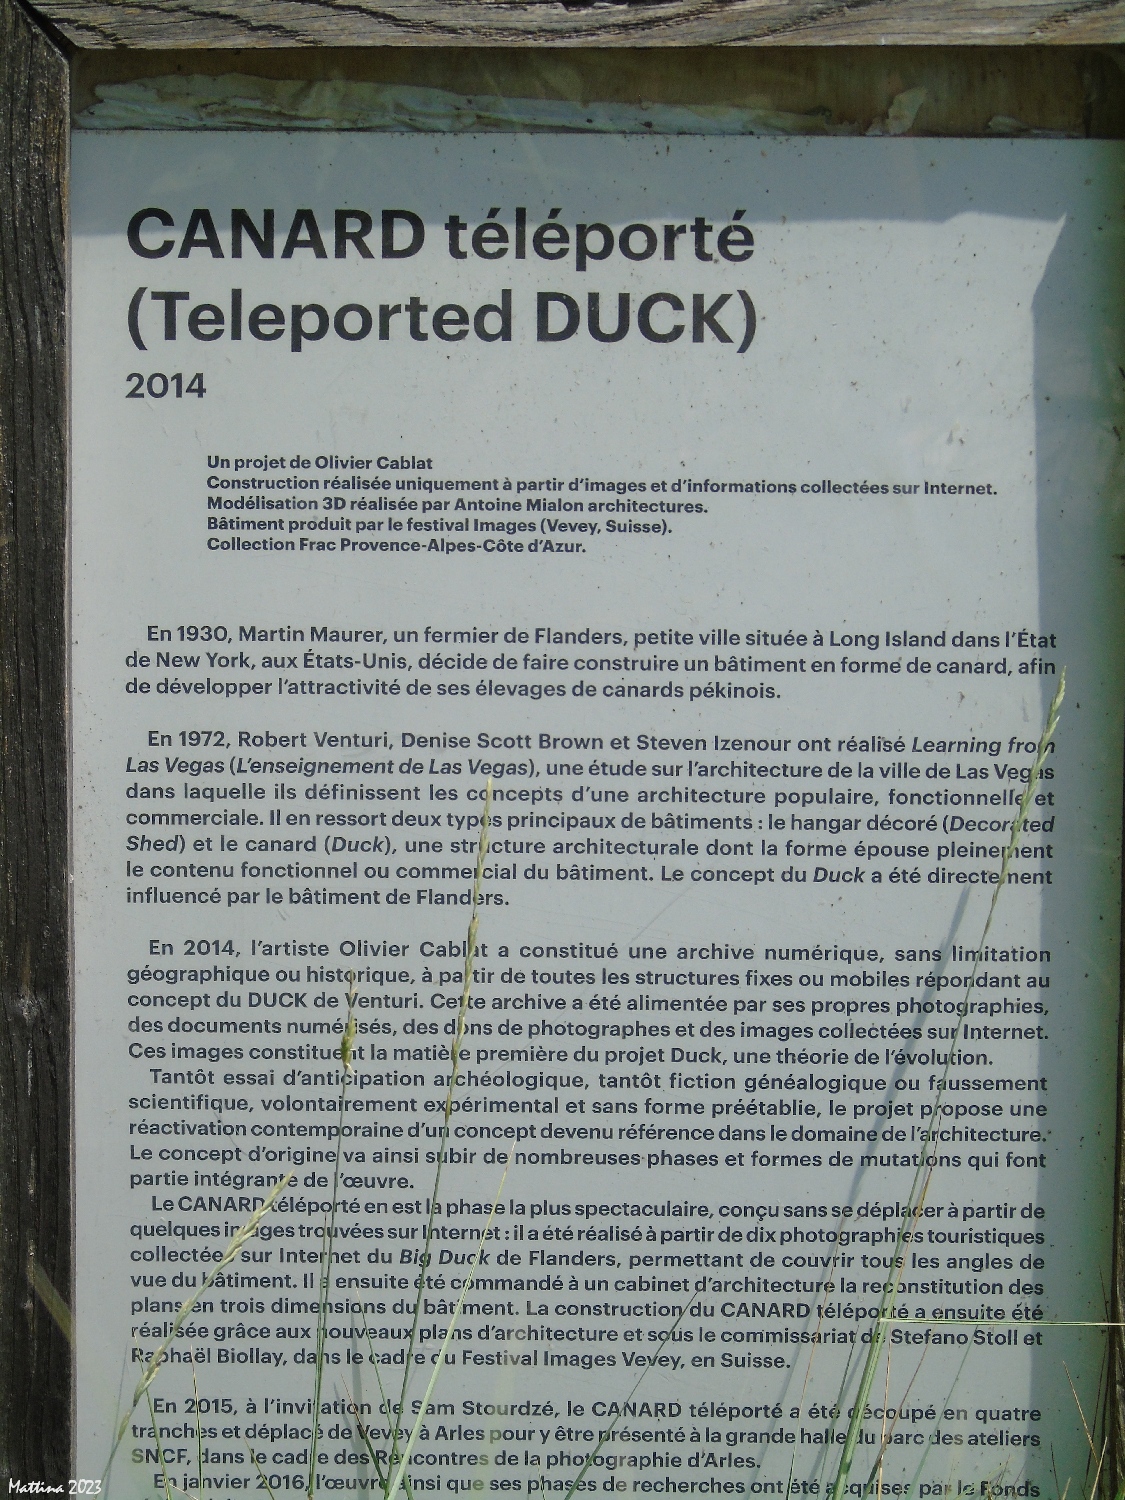 CANARD téléporté
(Teleported DUCK)
2014
Un projet de Olivier Cablat
Construction réalisée uniquement à partir d'images et d'informations collectées sur Internet.
Modélisation 3D réalisée par Antoine Mialon architectures.
Bâtiment produit par le festival Images (Vevey, Suisse).
Collection Frac Provence-Alpes-Côte d'Azur.
En 1930, Martin Maurer, un fermier de Flanders, petite ville située à Long Island dans l'État
de New York, aux États-Unis, décide de faire construire un bâtiment en forme de canard, afin
de développer l'attractivité de ses élevages de canards pékinois.
En 1972, Robert Venturi, Denise Scott Brown et Steven Izenour ont réalisé Learning from
Las Vegas (L'enseignement de Las Vegas), une étude sur l'architecture de la ville de Las Vegas
dans laquelle ils définissent les concepts d'une architecture populaire, fonctionnelle et
commerciale. Il en ressort deux types principaux de bâtiments : le hangar décoré (Decorated
Shed) et le canard (Duck), une structure architecturale dont la forme épouse pleinement
le contenu fonctionnel ou commercial du bâtiment. Le concept du Duck a été directement
influencé par le bâtiment de Flanders.
En 2014, l'artiste Olivier Cablat a constitué une archive numérique, sans limitation
géographique ou historique, à partir de toutes les structures fixes ou mobiles répondant au
concept du DUCK de Venturi. Cette archive a été alimentée par ses propres photographies,
des documents numérisés, des dons de photographes et des images collectées sur Internet.
Ces images constituent la matière première du projet Duck, une théorie de l'évolution.
Tantôt essai d'anticipation archéologique, tantôt fiction généalogique ou faussement
scientifique, volontairement expérimental et sans forme préétablie, le projet propose une
réactivation contemporaine d'un concept devenu référence dans le domaine de l'architecture.
Le concept d'origine va ainsi subir de nombreuses phases et formes de mutations qui font
partie intégrante de l'œuvre.
Le CANARD téléporté en est la phase la plus spectaculaire, conçu sans se déplacer à partir de
quelques images trouvées sur Internet : il a été réalisé à partir de dix photographies touristiques
collectées sur Internet du Big Duck de Flanders, permettant de couvrir tous les angles de
vue du bâtiment. Il a ensuite été commandé à un cabinet d'architecture la reconstitution des
plans en trois dimensions du bâtiment. La construction du CANARD téléporté a ensuite été
réalisée grâce aux nouveaux plans d'architecture et sous le commissariat de Stefano Stoll et
Raphaël Biollay, dans le cadre du Festival Images Vevey, en Suisse.
En 2015, à l'invitation de Sam Stourdzé, le CANARD téléporté a été découpé en quatre
tranches et déplacé de Vevey à Arles pour y être présenté à la grande halle du parc des ateliers
SNCF, dans le cadre des Rencontres de la photographie d'Arles.
En janvier 2016, l'œuvre ainsi que ses phases de recherches ont été acquises par le Fonds
Mattina 2023